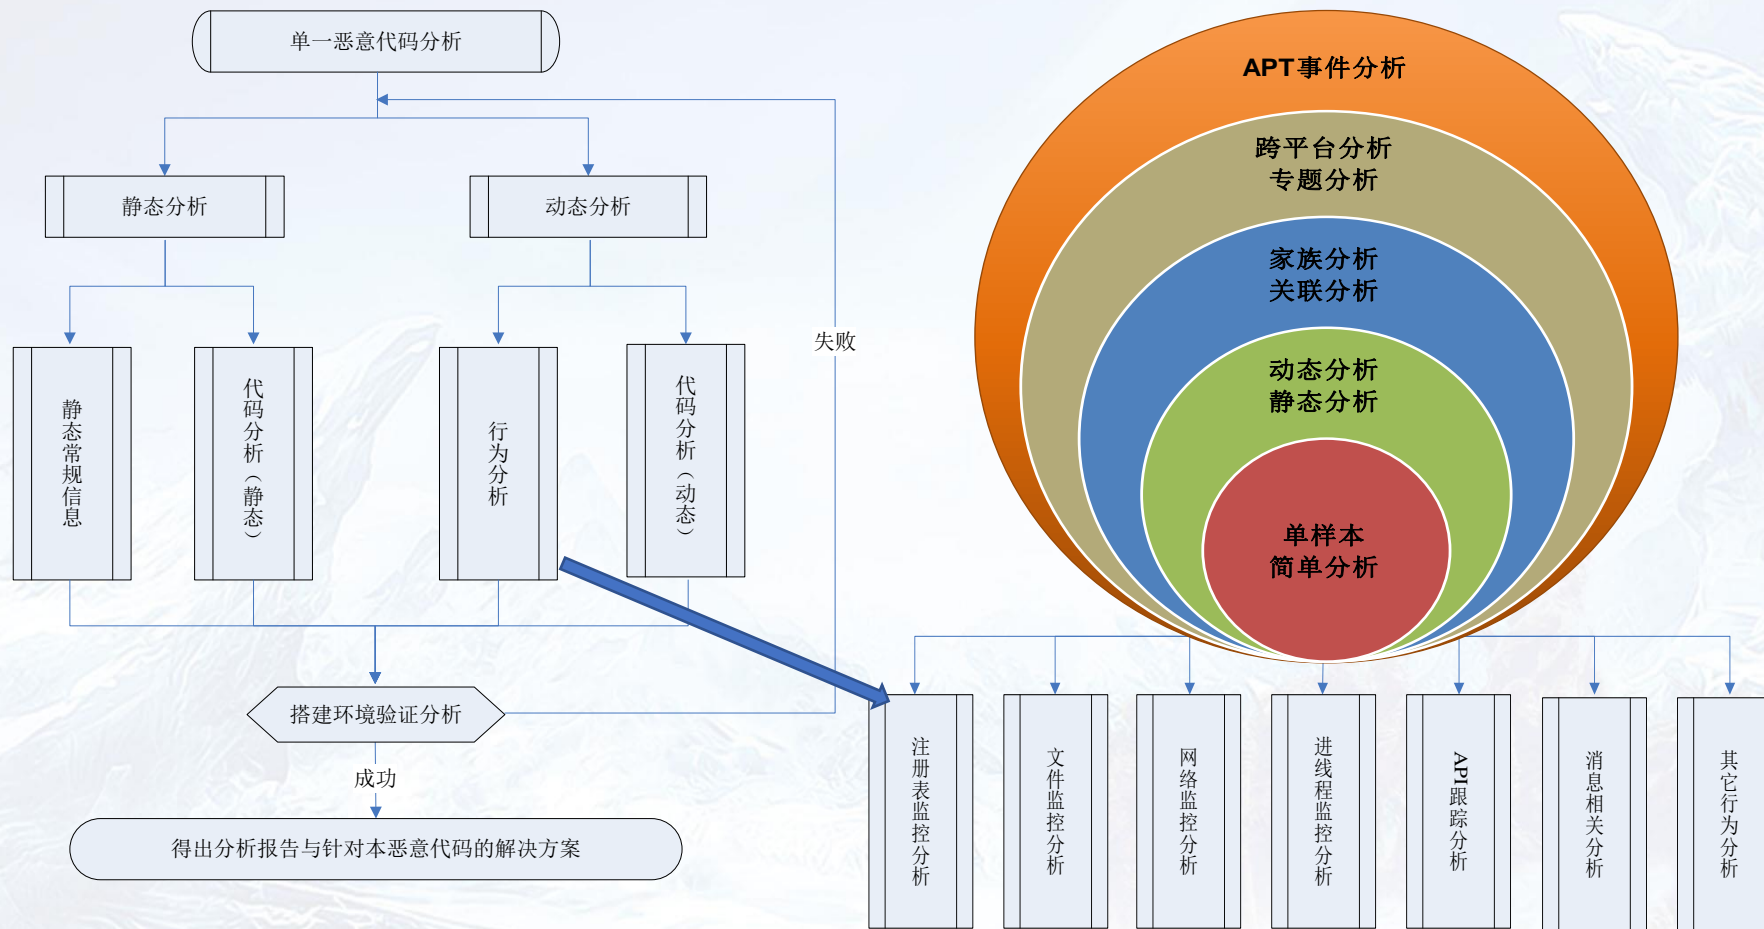 单一恶意代码分析
静态分析
动态分析
静态常规信息
代码分析（静态）
行为分析
代码分析（动态）
失败
搭建环境验证分析
成功
得出分析报告与针对本恶意代码的解决方案
APT事件分析
跨平台分析
专题分析
家族分析
关联分析
动态分析
静态分析
单样本
简单分析
注册表监控分析
文件监控分析
网络监控分析
进线程监控分析
API跟踪分析
消息相关分析
其它行为分析